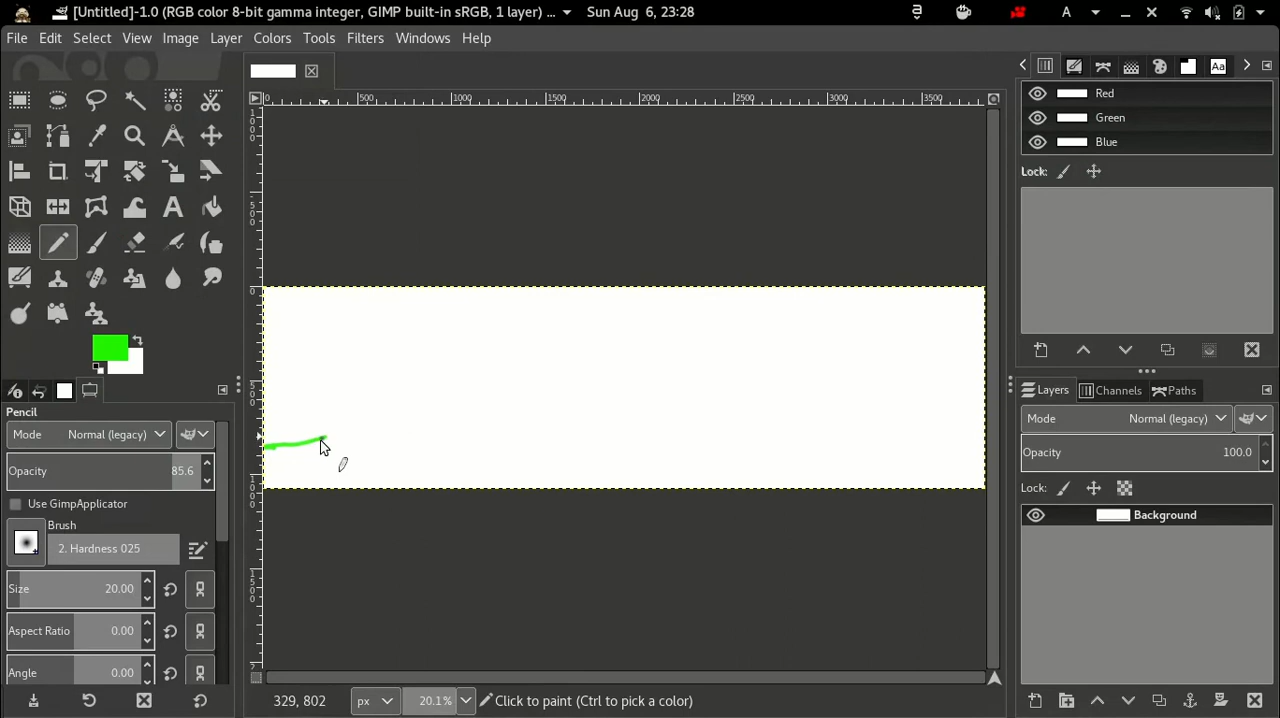 [Untitled]-1.0 (RGB color 8-bit gamma integer, GIMP built-in sRGB, 1 layer) ...
Sun Aug 6, 23:28
A
File Edit Select View Image Layer Colors Tools Filters Windows Help
0 500 1000 1500 2000 2500 3000 3500
Red
Green
Blue
Lock:
Pencil
Mode Normal (legacy)
Opacity 85.6
Use GimpApplicator
Brush
2. Hardness 025
Size 20.00
Aspect Ratio 0.00
Angle 0.00
Layers Channels Paths
Mode Normal (legacy)
Opacity 100.0
Lock:
Background
329, 802 px 20.1% Click to paint (Ctrl to pick a color)